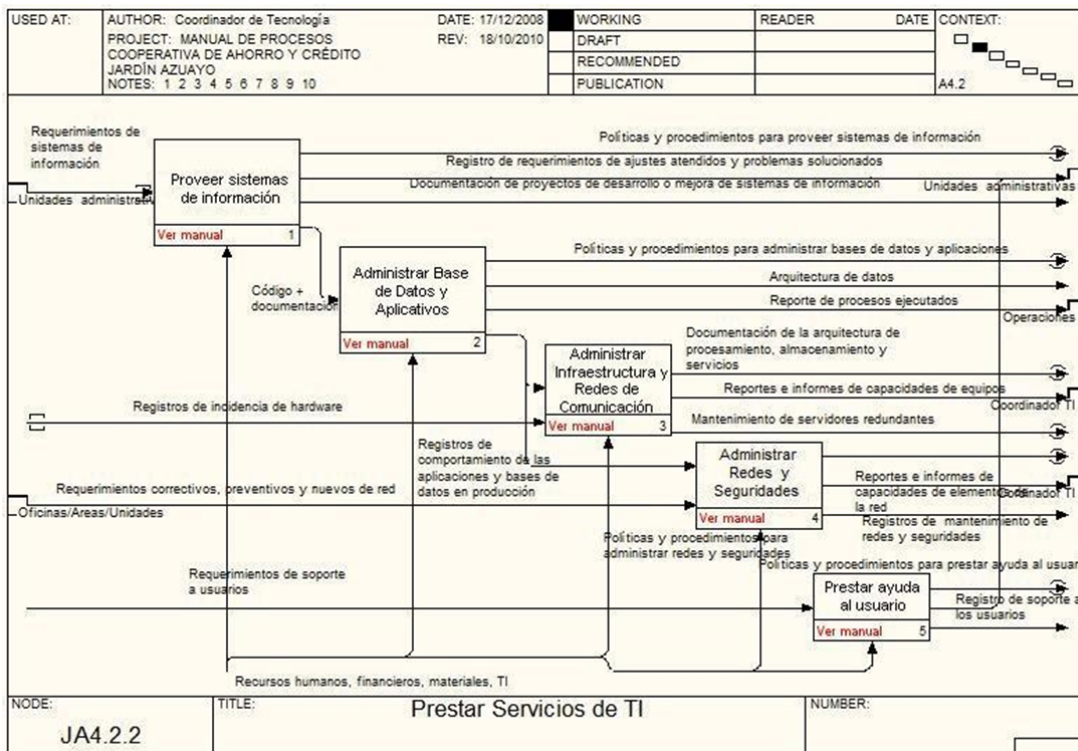 USED AT:
AUTHOR: Coordinador de Tecnología
DATE: 17/12/2008
PROJECT: MANUAL DE PROCESOS
REV: 18/10/2010
COOPERATIVA DE AHORRO Y CRÉDITO
JARDÍN AZUAYO
NOTES: 1 2 3 4 5 6 7 8 9 10
WORKING
DRAFT
RECOMMENDED
PUBLICATION
READER
DATE
CONTEXT:
A4.2
Requerimientos de
sistemas de
información
Unidades administrativ
Proveer sistemas
de información
Ver manual
1
Políticas y procedimientos para proveer sistemas de información
Registro de requerimientos de ajustes atendidos y problemas solucionados
Documentación de proyectos de desarrollo o mejora de sistemas de información
Unidades administrativas
Código +
documentación
Administrar Base
de Datos y
Aplicativos
Ver manual
2
Políticas y procedimientos para administrar bases de datos y aplicaciones
Arquitectura de datos
Reporte de procesos ejecutados
Operaciones
Documentación de la arquitectura de
procesamiento, almacenamiento y
servicios
Administrar
Infraestructura y
Redes de
Comunicación
Ver manual
3
Reportes e informes de capacidades de equipos
Coordinador TI
Mantenimiento de servidores redundantes
Registros de incidencia de hardware
Registros de
comportamiento de las
aplicaciones y bases de
datos en producción
Administrar
Redes y
Seguridades
Ver manual
4
Requerimientos correctivos, preventivos y nuevos de red
Oficinas/Areas/Unidades
Reportes e informes de
capacidades de elementos de
la red
Coordinador TI
Registros de mantenimiento de
redes y seguridades
Políticas y procedimientos para
administrar redes y seguridades
Políticas y procedimientos para prestar ayuda al usuar
Requerimientos de soporte
a usuarios
Prestar ayuda
al usuario
Ver manual
5
Registro de soporte a
los usuarios
Recursos humanos, financieros, materiales, TI
NODE:
JA4.2.2
TITLE:
Prestar Servicios de TI
NUMBER: